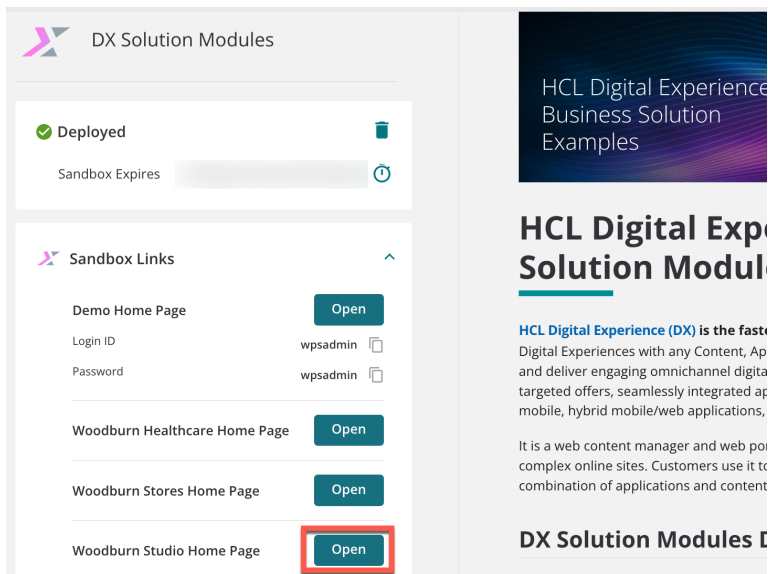 DX Solution Modules
Deployed
Sandbox Expires
Sandbox Links
Demo Home Page
Open
Login ID
wpsadmin
Password
wpsadmin
Woodburn Healthcare Home Page
Open
Woodburn Stores Home Page
Open
Woodburn Studio Home Page
Open
HCL Digital Experience
Business Solution
Examples
HCL Digital Exp
Solution Modul
HCL Digital Experience (DX) is the faste
Digital Experiences with any Content, Ap
and deliver engaging omnichannel digita
targeted offers, seamlessly integrated ap
mobile, hybrid mobile/web applications,
It is a web content manager and web por
complex online sites. Customers use it to
combination of applications and content
DX Solution Modules D